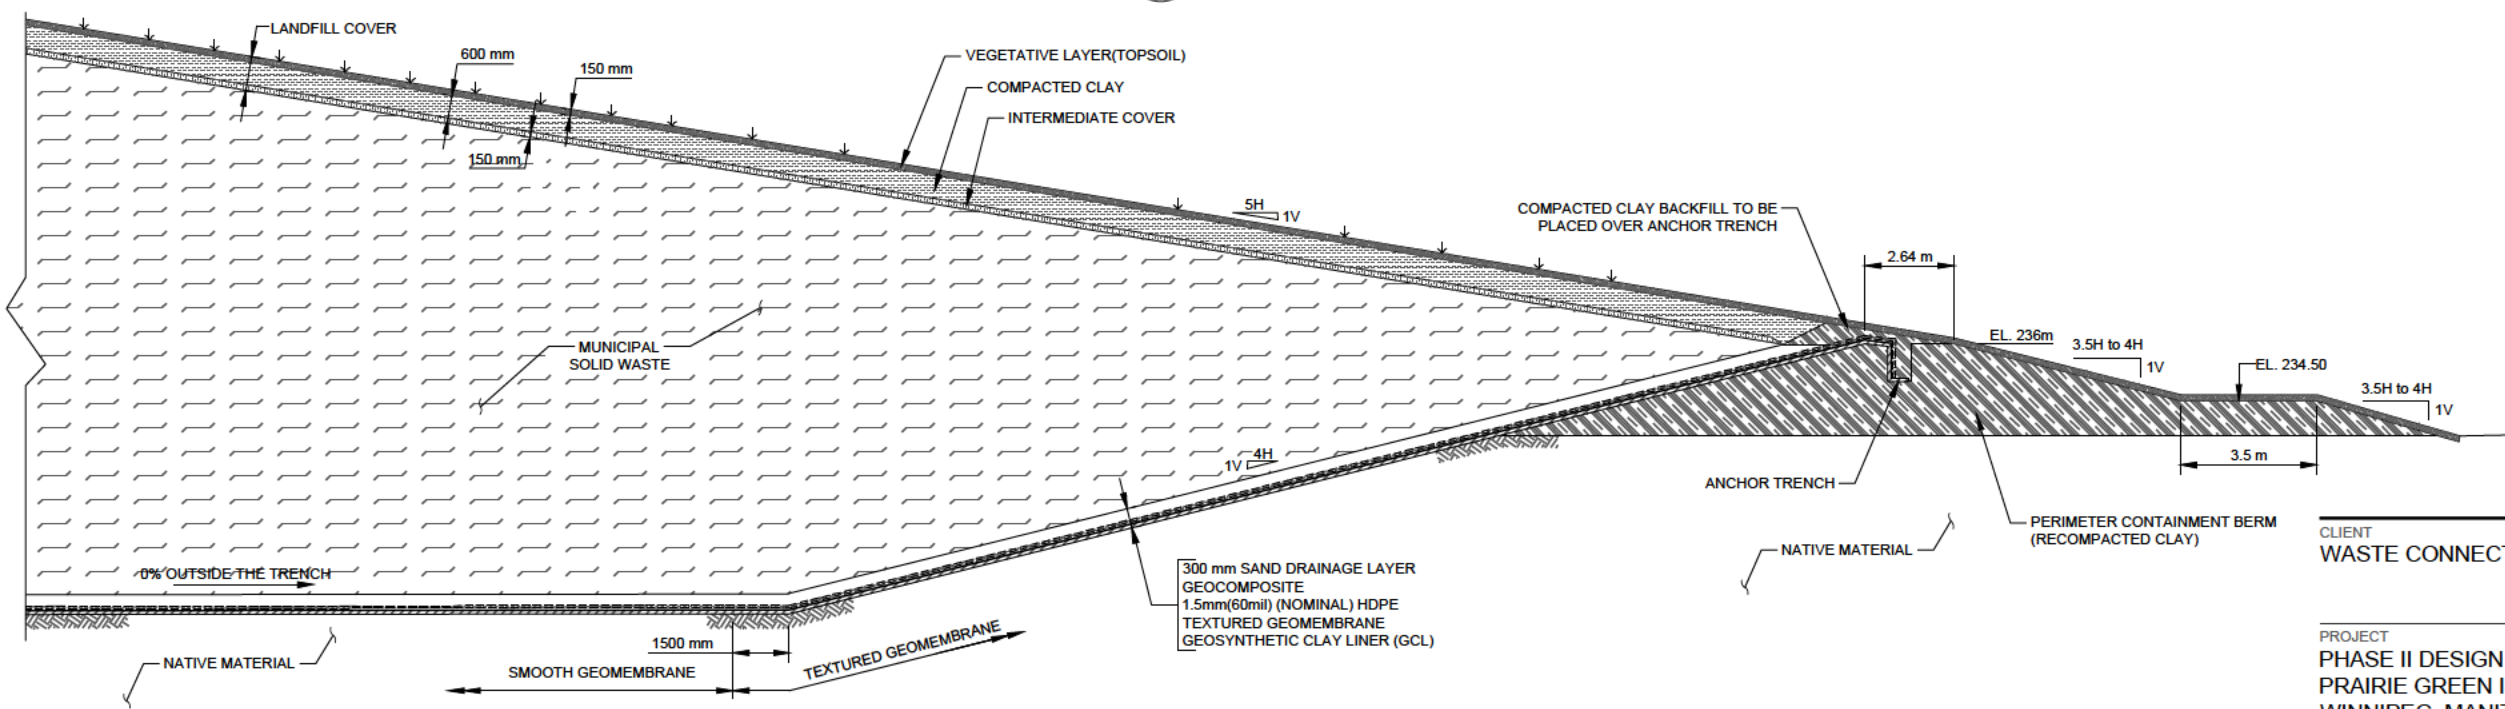 LANDFILL COVER
600 mm
150 mm
150 mm
VEGETATIVE LAYER(TOPSOIL)
COMPACTED CLAY
INTERMEDIATE COVER
5H
1V
COMPACTED CLAY BACKFILL TO BE
PLACED OVER ANCHOR TRENCH
2.64 m
EL. 236m
3.5H to 4H
1V
EL. 234.50
3.5H to 4H
1V
MUNICIPAL
SOLID WASTE
4H
1V
3.5 m
ANCHOR TRENCH
PERIMETER CONTAINMENT BERM
(RECOMPACTED CLAY)
NATIVE MATERIAL
0% OUTSIDE THE TRENCH
300 mm SAND DRAINAGE LAYER
GEOCOMPOSITE
1.5mm(60mil) (NOMINAL) HDPE
TEXTURED GEOMEMBRANE
GEOSYNTHETIC CLAY LINER (GCL)
1500 mm
NATIVE MATERIAL
SMOOTH GEOMEMBRANE
TEXTURED GEOMEMBRANE
CLIENT
WASTE CONNECT
PROJECT
PHASE II DESIGN
PRAIRIE GREEN I